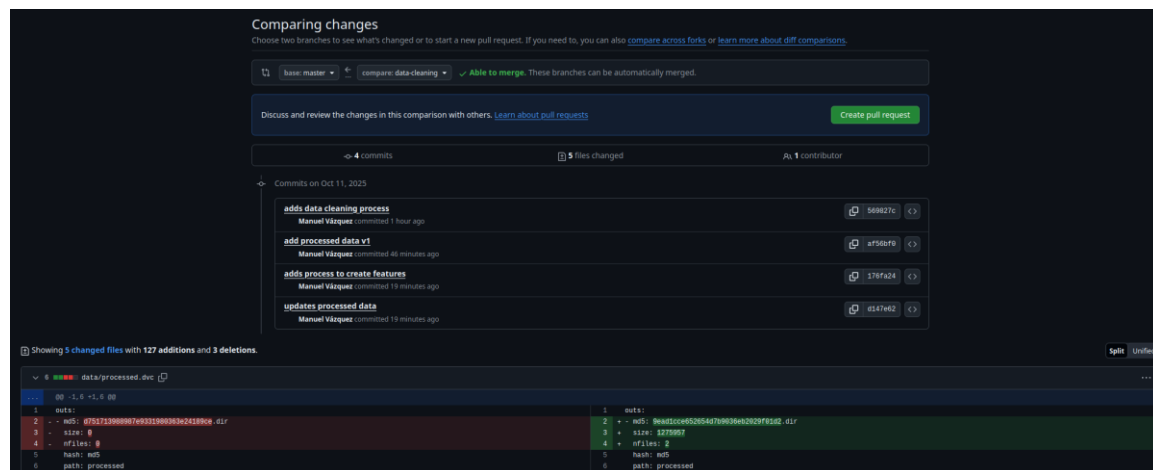 Comparing changes
Choose two branches to see what's changed or to start a new pull request. If you need to, you can also compare across forks or learn more about diff comparisons.
base: master compare: data-cleaning Able to merge. These branches can be automatically merged.
Discuss and review the changes in this comparison with others. Learn about pull requests Create pull request
4 commits 5 files changed 1 contributor
Commits on Oct 11, 2025
adds data cleaning process
Manuel Vázquez committed 1 hour ago 569827c
add processed data v1
Manuel Vázquez committed 46 minutes ago af56bf0
adds process to create features
Manuel Vázquez committed 19 minutes ago 176fa24
updates processed data
Manuel Vázquez committed 19 minutes ago d147e62
Showing 5 changed files with 127 additions and 3 deletions. Split Unified
6 data/processed.dvc
... @@ -1,6 +1,6 @@
1 outs: 1 outs:
2 - - md5: d751713988987e9331980363e24189ce.dir 2 + - md5: 9ead1cce652654d7b9036eb2029f01d2.dir
3 - size: 0 3 + size: 1275957
4 - nfiles: 0 4 + nfiles: 2
5 hash: md5 5 hash: md5
6 path: processed 6 path: processed